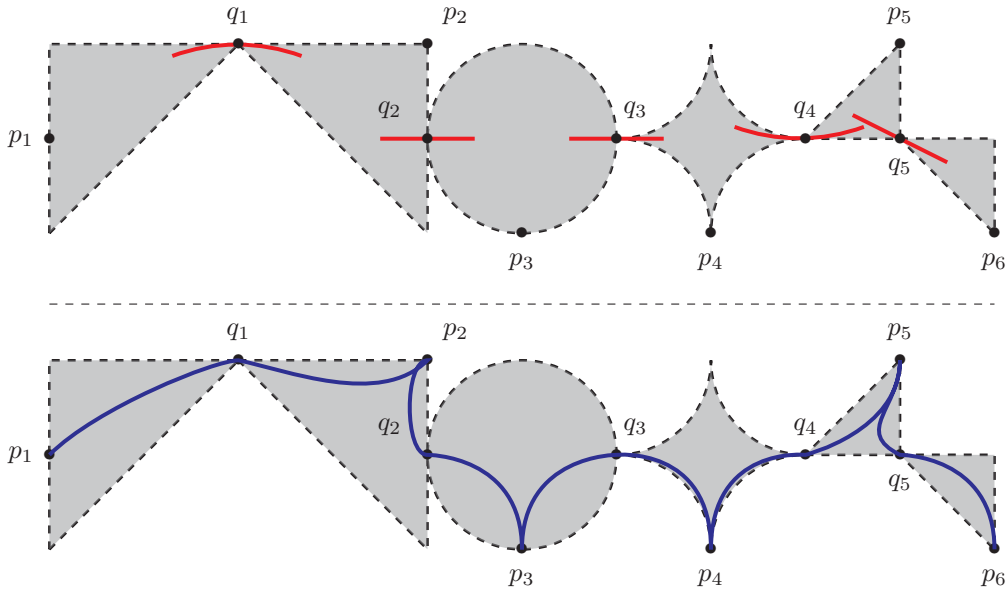 q₁ p₂ p₅
q₂ q₃ q₄
p₁
q₅
p₃ p₄ p₆
q₁ p₂ p₅
q₂ q₃ q₄
p₁
q₅
p₃ p₄ p₆